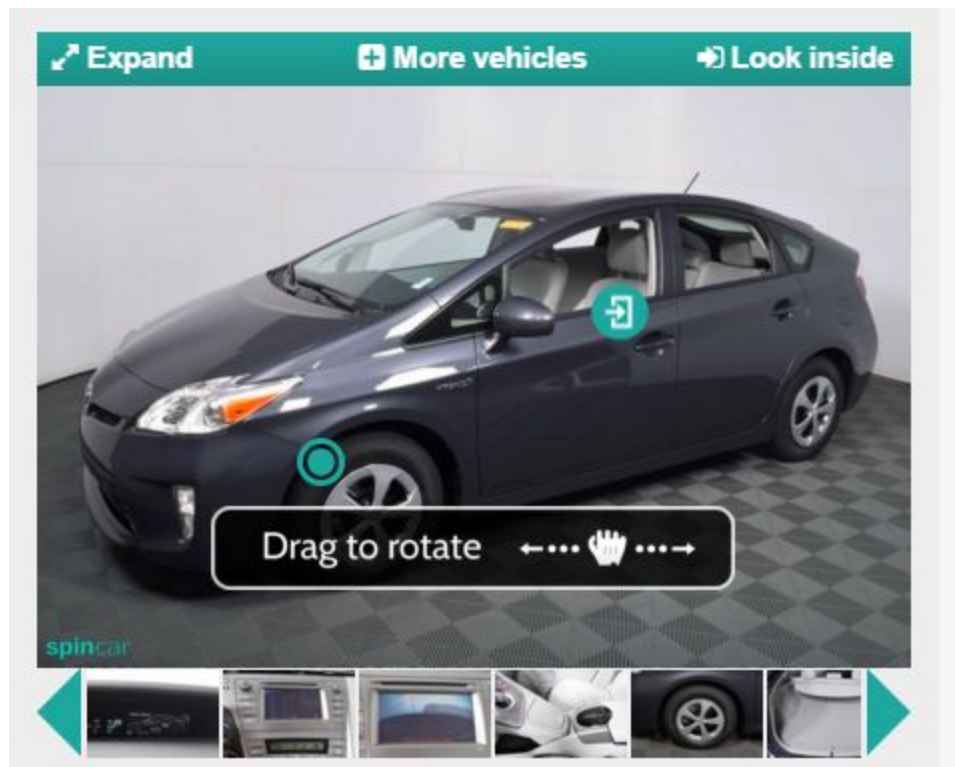 Expand
More vehicles
Look inside
Drag to rotate
spincar